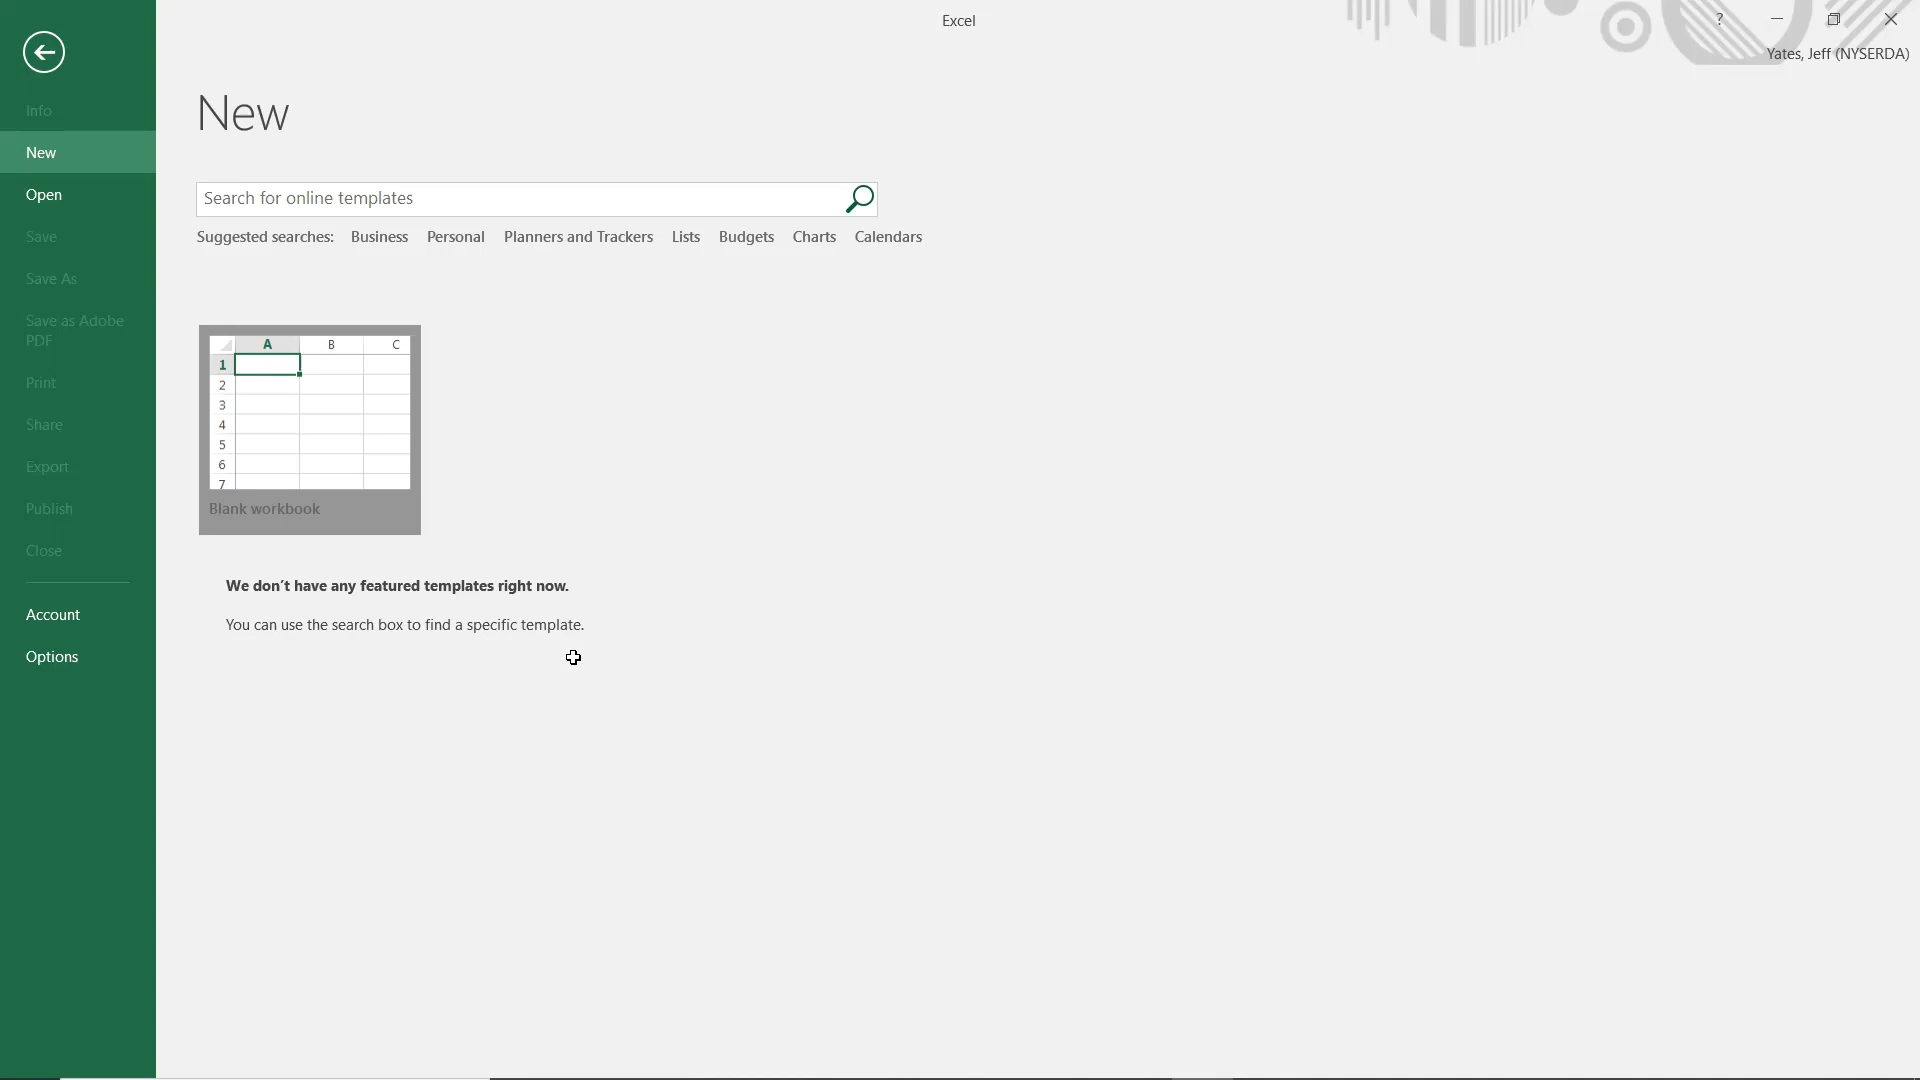 Excel
?
Yates, Jeff (NYSERDA)
Info
New
Open
Save
Save As
Save as Adobe
PDF
Print
Share
Export
Publish
Close
Account
Options
New
Search for online templates
Suggested searches: Business Personal Planners and Trackers Lists Budgets Charts Calendars
A B C
1
2
3
4
5
6
7
Blank workbook
We don't have any featured templates right now.
You can use the search box to find a specific template.